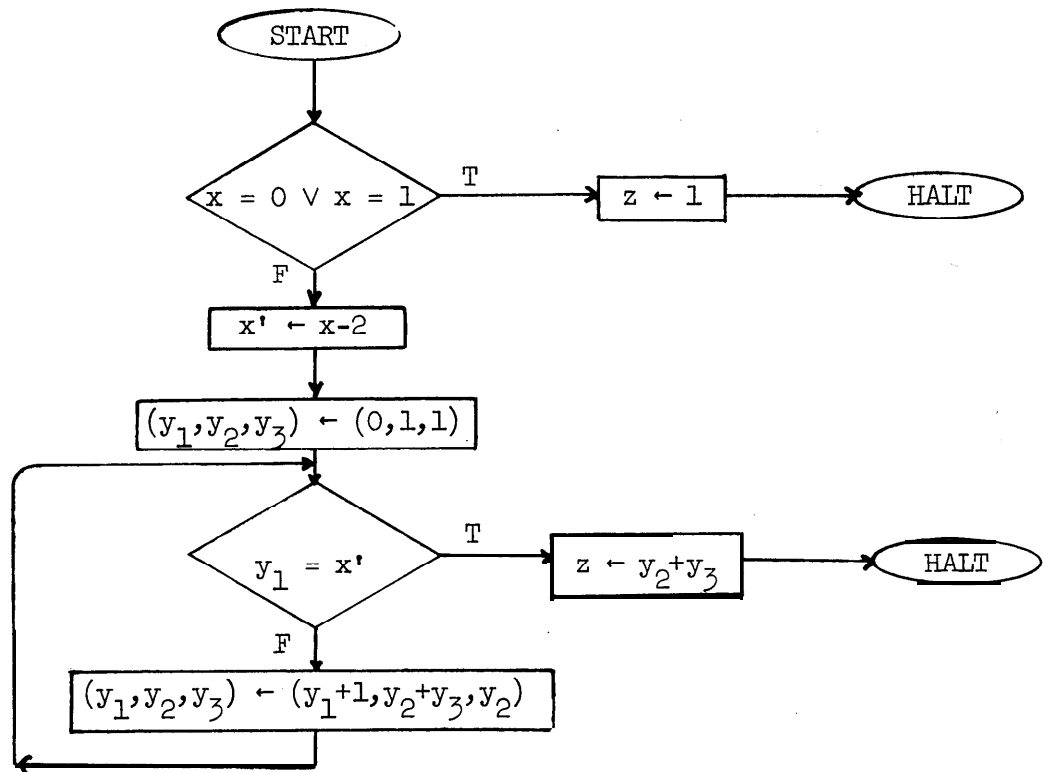 START
x = 0 ∨ x = 1
T
z ← 1
HALT
F
x' ← x-2
(y₁,y₂,y₃) ← (0,1,1)
y₁ = x'
T
z ← y₂+y₃
HALT
F
(y₁,y₂,y₃) ← (y₁+1,y₂+y₃,y₂)